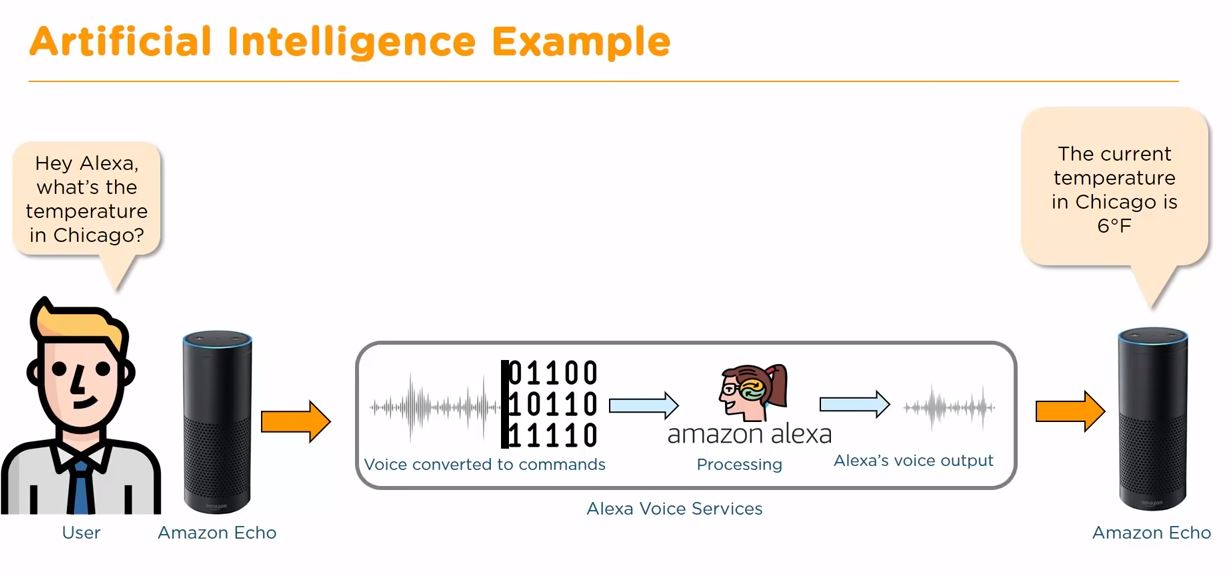 Artificial Intelligence Example
Hey Alexa,
what's the
temperature
in Chicago?
The current
temperature
in Chicago is
6°F
01100
10110
11110
amazon alexa
Voice converted to commands
Processing
Alexa's voice output
Alexa Voice Services
User
Amazon Echo
Amazon Echo